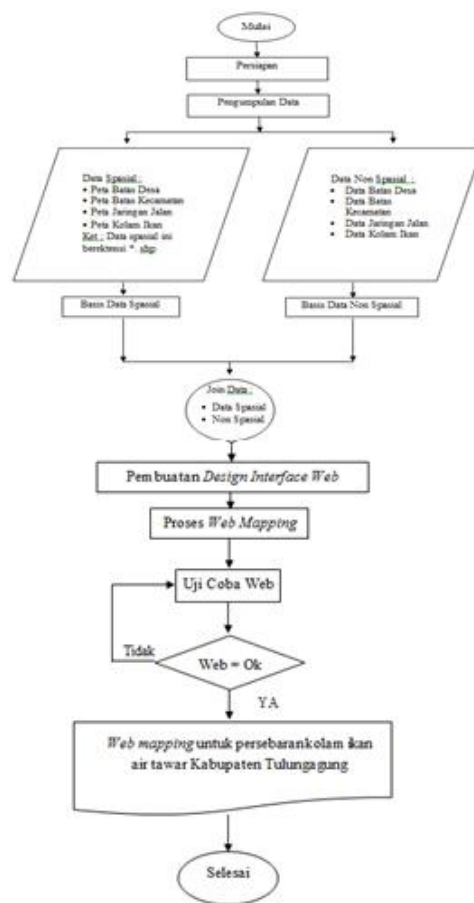 Mulai
Persiapan
Pengumpulan Data
Data Spasial :
• Peta Batas Desa
• Peta Batas Kecamatan
• Peta Jaringan Jalan
• Peta Kolam Ikan
Ket : Data spasial ini
berektensi *. shp
Data Non Spasial :
• Data Batas Desa
• Data Batas
Kecamatan
• Data Jaringan Jalan
• Data Kolam Ikan
Basis Data Spasial
Basis Data Non Spasial
Join Data :
• Data Spasial
• Non Spasial
Pembuatan Design Interface Web
Proses Web Mapping
Uji Coba Web
Tidak
Web = Ok
YA
Web mapping untuk persebarankolam ikan
air tawar Kabupaten Tulungagung
Selesai